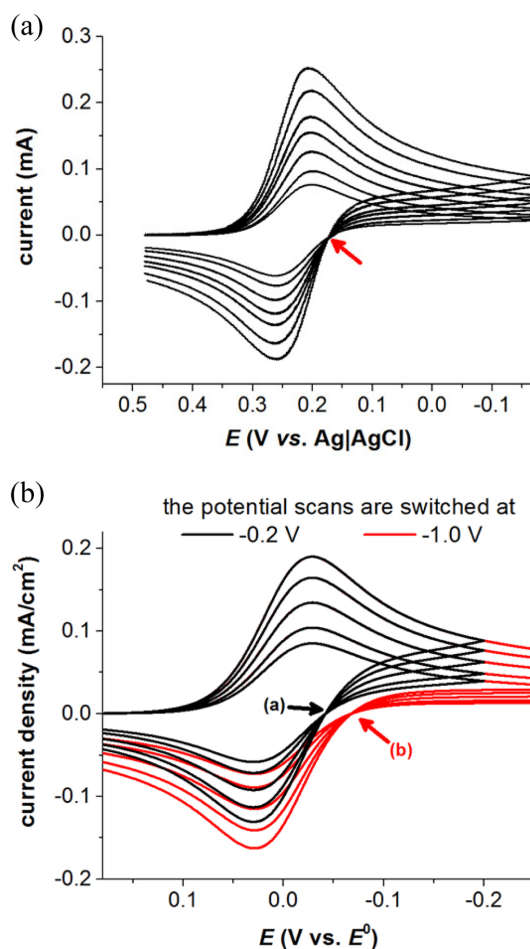 (a)
current (mA)
0.3
0.2
0.1
0.0
-0.1
-0.2
0.5 0.4 0.3 0.2 0.1 0.0 -0.1
E (V vs. Ag|AgCl)
(b)
the potential scans are switched at
-0.2 V -1.0 V
current density (mA/cm²)
0.2
0.1
0.0
-0.1
-0.2
(a)
(b)
0.1 0.0 -0.1 -0.2
E (V vs. E⁰)